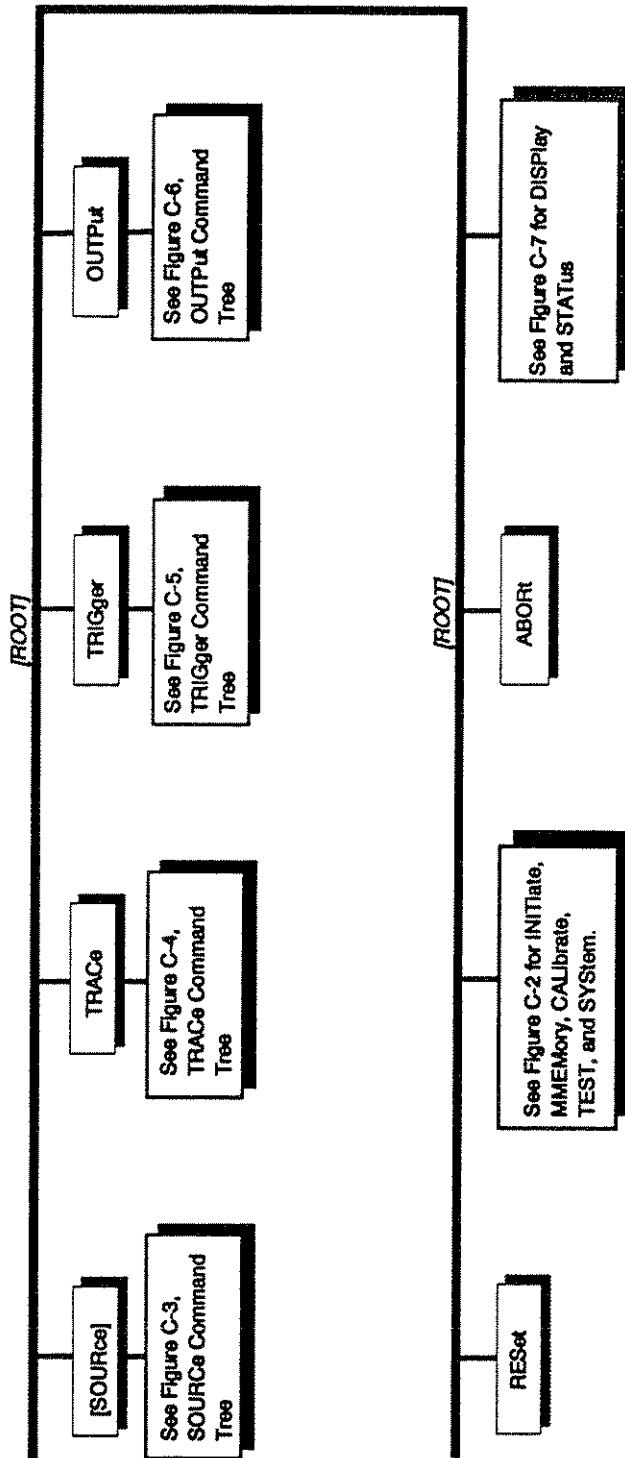 [ROOT]
[SOURce]
See Figure C-3,
SOURCe Command
Tree
TRACe
See Figure C-4,
TRACe Command
Tree
TRIGger
See Figure C-5,
TRIGger Command
Tree
OUTPut
See Figure C-6,
OUTPut Command
Tree
[ROOT]
RESet
See Figure C-2 for INITiate,
MMEMory, CALibrate,
TEST, and SYStem.
ABORt
See Figure C-7 for DISPlay
and STATus